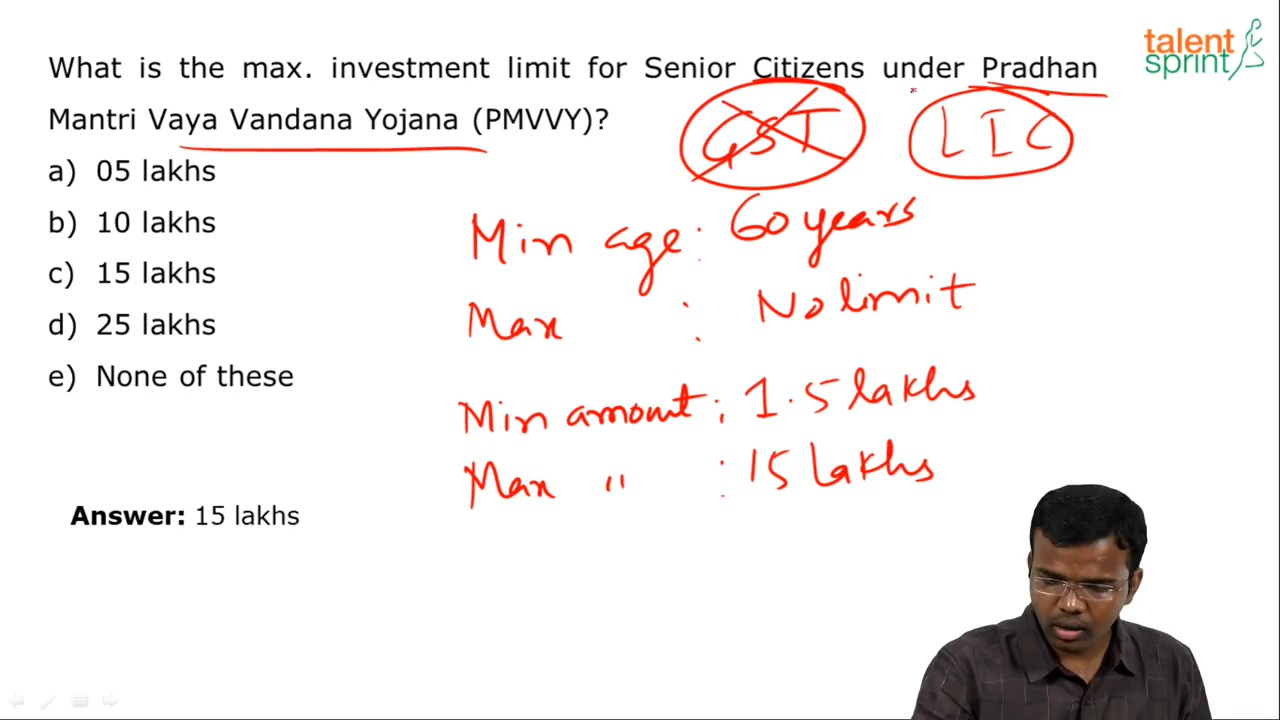 talent
sprint
What is the max. investment limit for Senior Citizens under Pradhan
Mantri Vaya Vandana Yojana (PMVVY)?
GST
LIC
a) 05 lakhs
b) 10 lakhs
c) 15 lakhs
d) 25 lakhs
e) None of these
Min age: 60 years
Max : No limit
Min amount: 1.5 lakhs
Max " : 15 lakhs
Answer: 15 lakhs